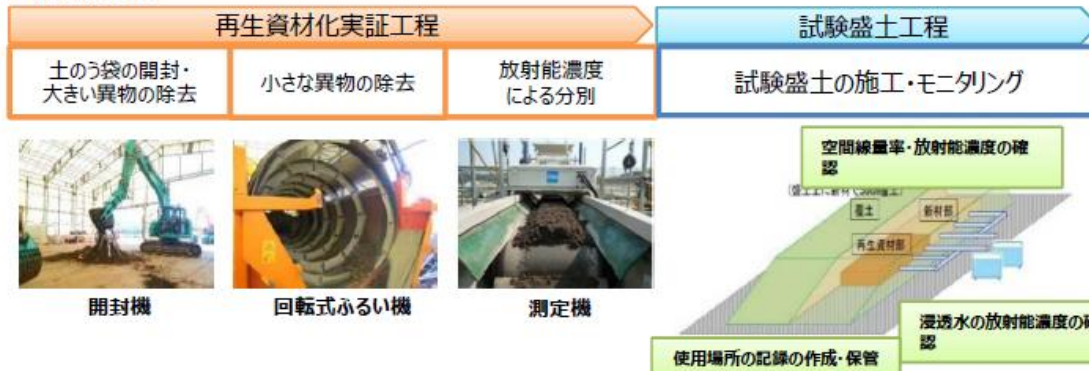 再生資材化実証工程
試験盛土工程
土のう袋の開封・
大きい異物の除去
小さな異物の除去
放射能濃度
による分別
試験盛土の施工・モニタリング
空間線量率・放射能濃度の確
認
覆土
新材部
再生資材部
開封機
回転式ふるい機
測定機
浸透水の放射能濃度の確
認
使用場所の記録の作成・保管